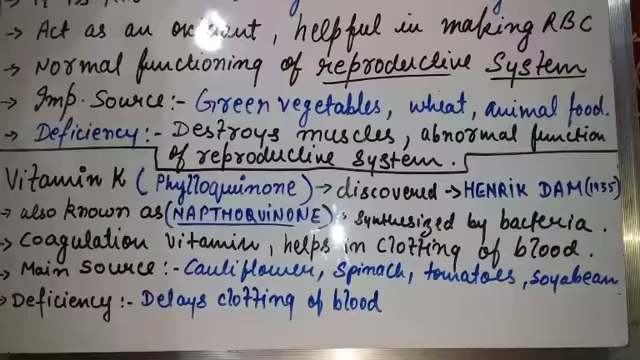 → Act as an oxidant, helpful in making RBC
→ Normal functioning of reproductive System
→ Imp. Source:- Green vegetables, wheat, animal food.
→ Deficiency:- Destroys muscles, abnormal function
of reproductive system.
Vitamin K (Phylloquinone) → discovered → HENRIK DAM (1935)
→ also known as (NAPTHOQUINONE) • Synthesized by bacteria.
→ Coagulation vitamin, helps in clotting of blood.
→ Main Source:- Cauliflower, Spinach, tomatoes, Soyabean
→ Deficiency:- Delays clotting of blood